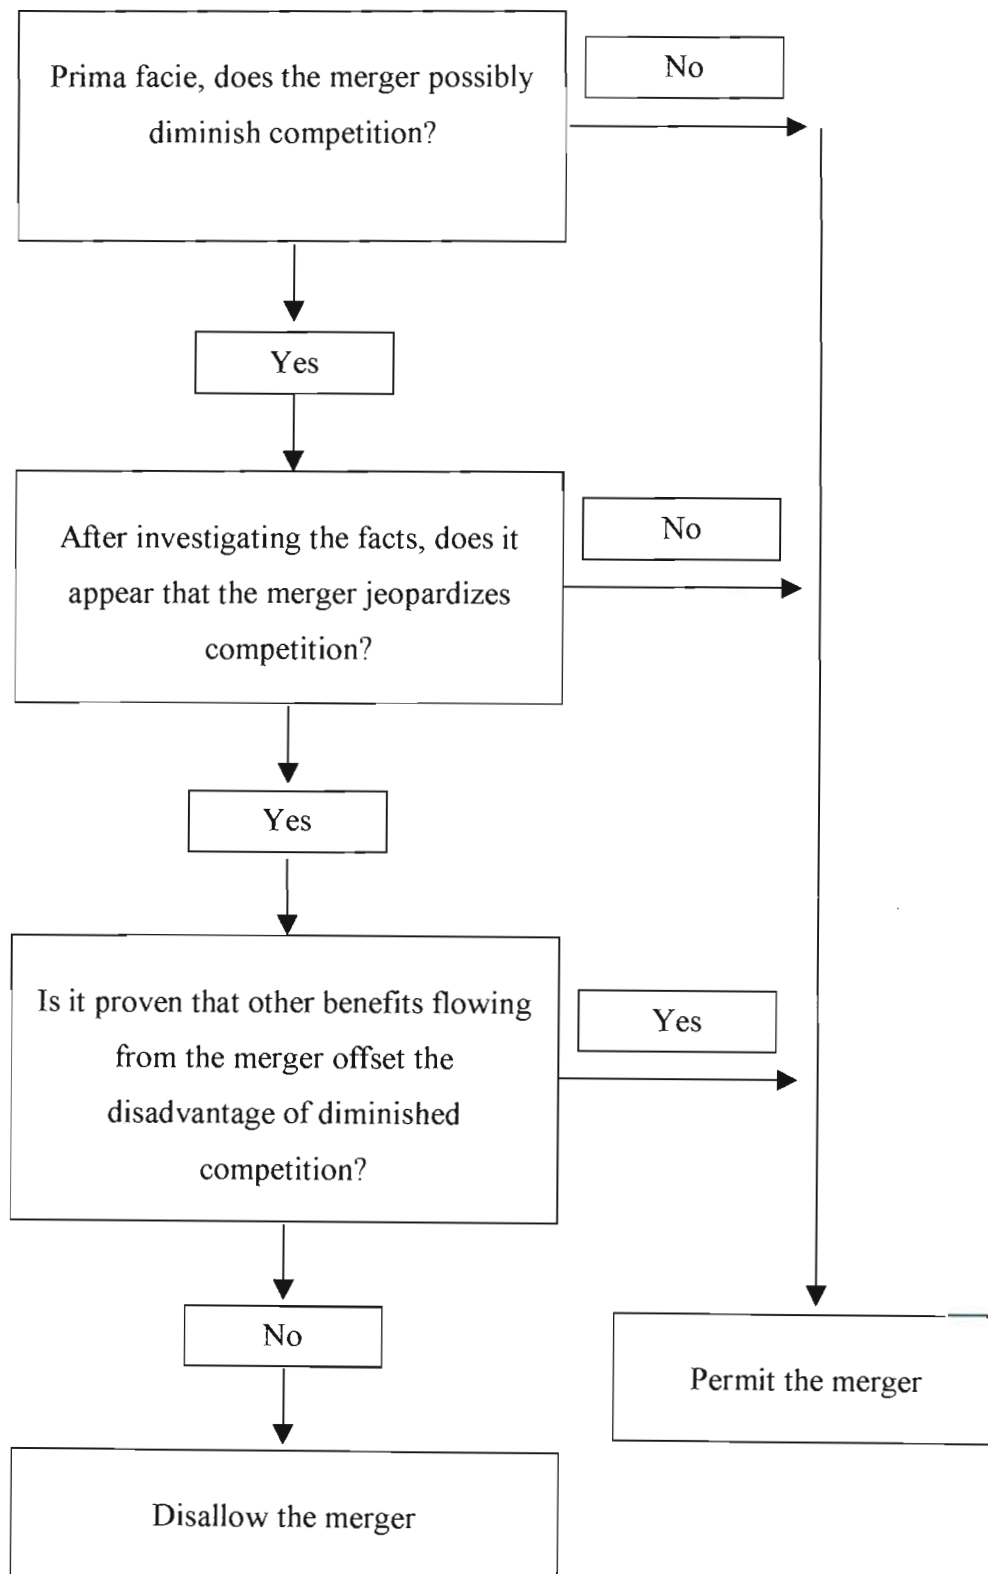 Prima facie, does the merger possibly
diminish competition?
No
Yes
After investigating the facts, does it
appear that the merger jeopardizes
competition?
No
Yes
Is it proven that other benefits flowing
from the merger offset the
disadvantage of diminished
competition?
Yes
No
Permit the merger
Disallow the merger